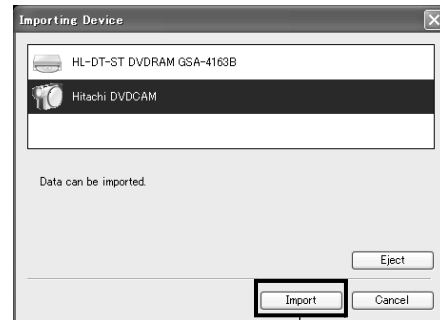 Importing Device
HL-DT-ST DVDRAM GSA-4163B
Hitachi DVDCAM
Data can be imported.
Eject
Import
Cancel